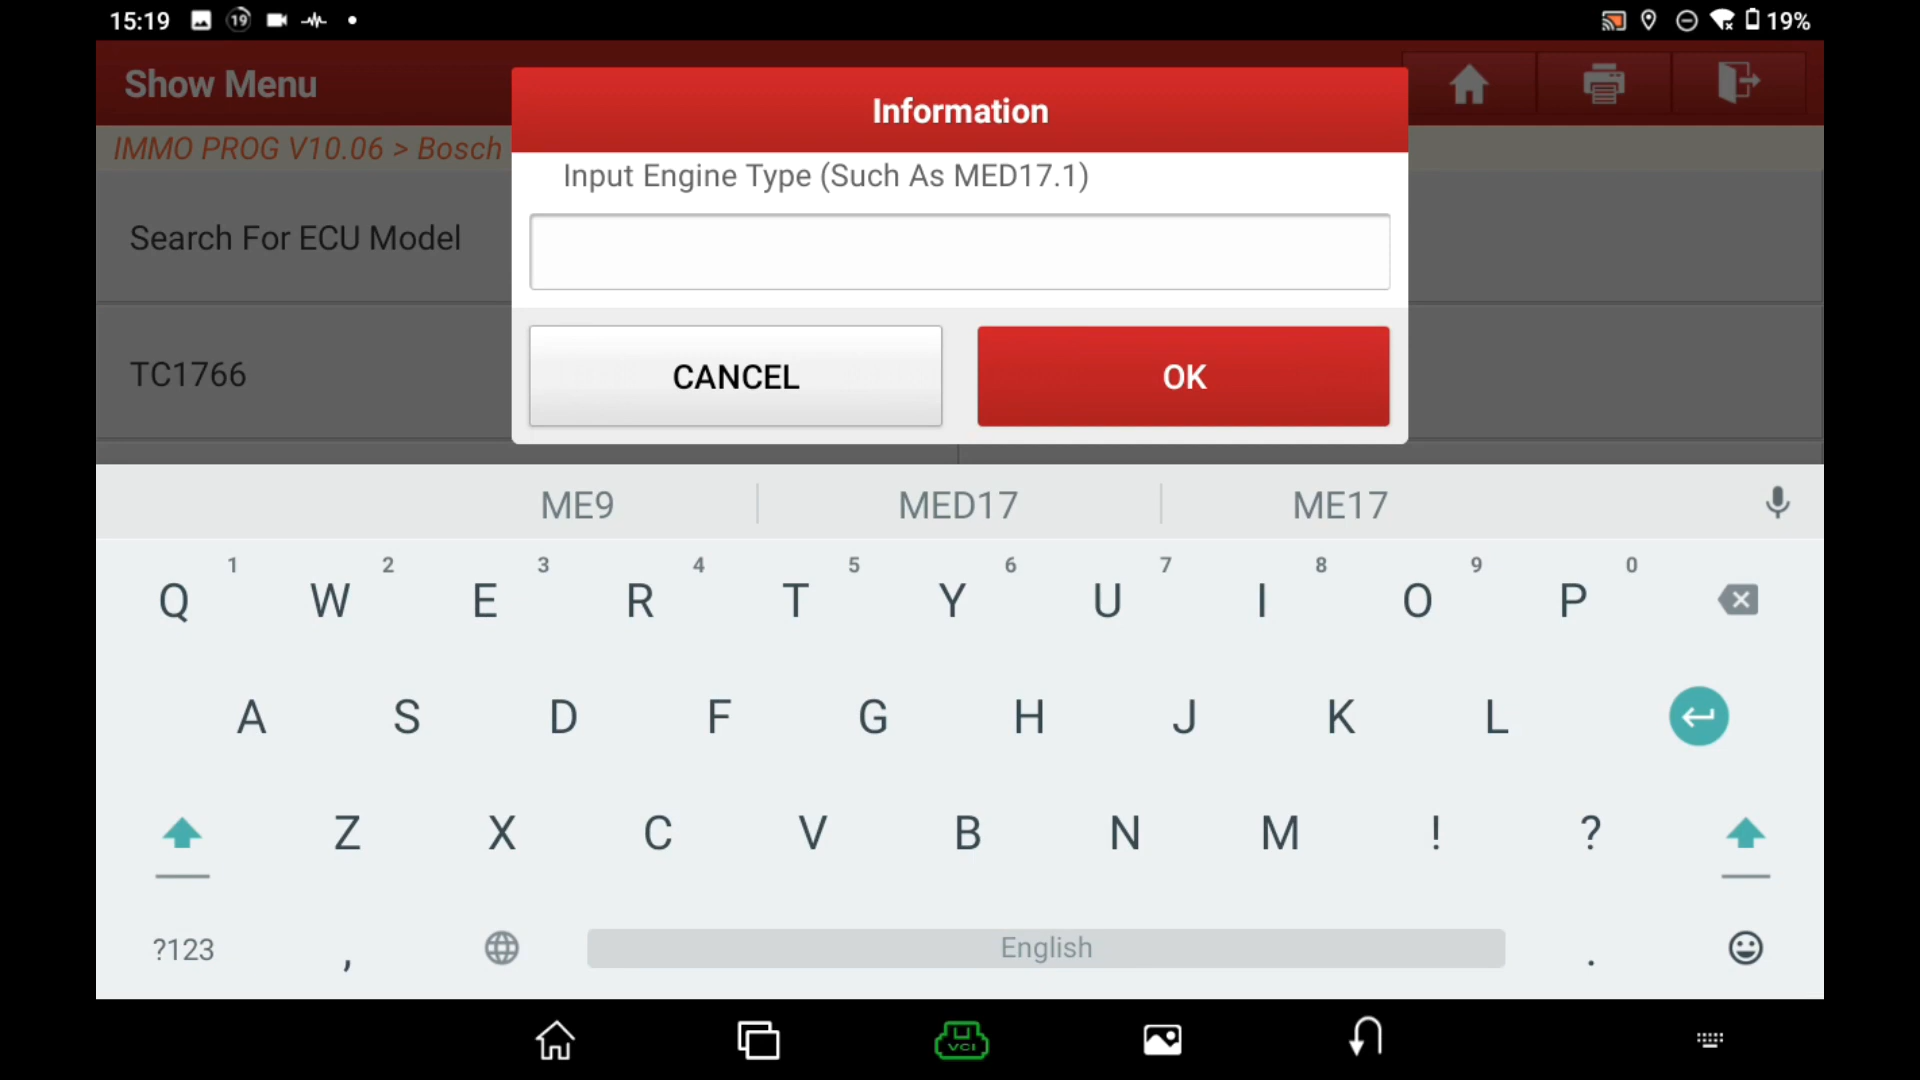 15:19 19 19%
Show Menu
Information
IMMO PROG V10.06 > Bosch
Input Engine Type (Such As MED17.1)
Search For ECU Model
CANCEL OK
TC1766
ME9 MED17 ME17
1 2 3 4 5 6 7 8 9 0
Q W E R T Y U I O P
A S D F G H J K L
Z X C V B N M ! ?
?123 , English .
VCI